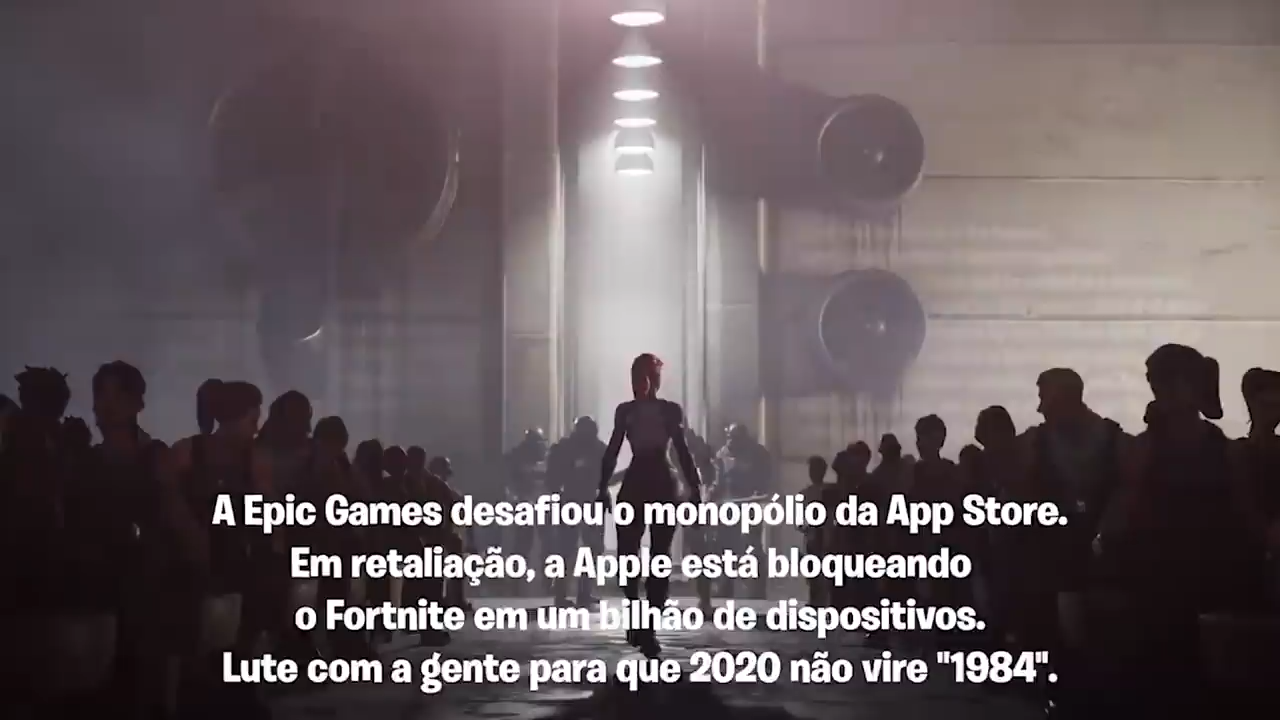 A Epic Games desafiou o monopólio da App Store.
Em retaliação, a Apple está bloqueando
o Fortnite em um bilhão de dispositivos.
Lute com a gente para que 2020 não vire "1984".